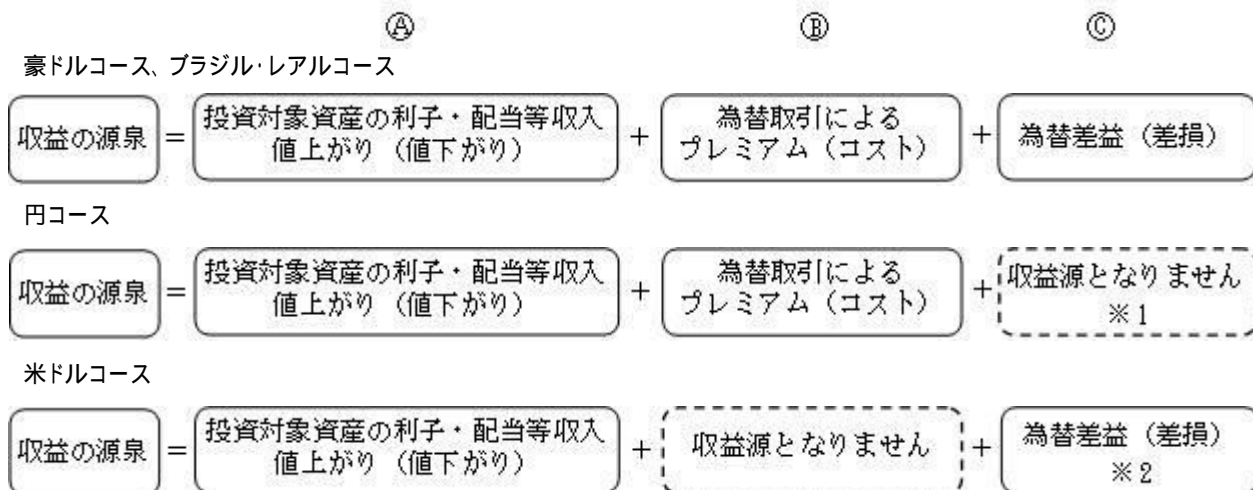 Ⓐ Ⓑ Ⓒ
豪ドルコース、ブラジル・レアルコース
収益の源泉 = 投資対象資産の利子・配当等収入 値上がり（値下がり） + 為替取引による プレミアム（コスト） + 為替差益（差損）
円コース
収益の源泉 = 投資対象資産の利子・配当等収入 値上がり（値下がり） + 為替取引による プレミアム（コスト） + 収益源となりません ※1
米ドルコース
収益の源泉 = 投資対象資産の利子・配当等収入 値上がり（値下がり） + 収益源となりません + 為替差益（差損） ※2